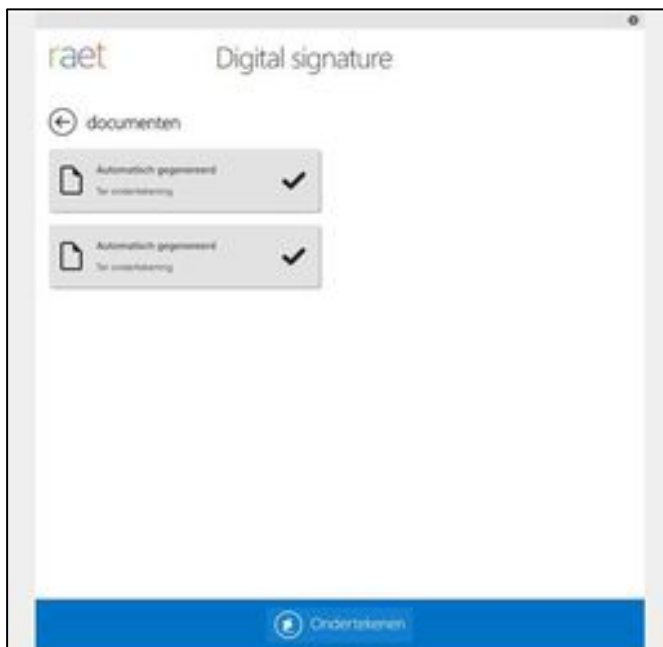 raet
Digital signature
documenten
Automatisch gegenereerd
Ter ondertekening
Automatisch gegenereerd
Ter ondertekening
Ondertekenen